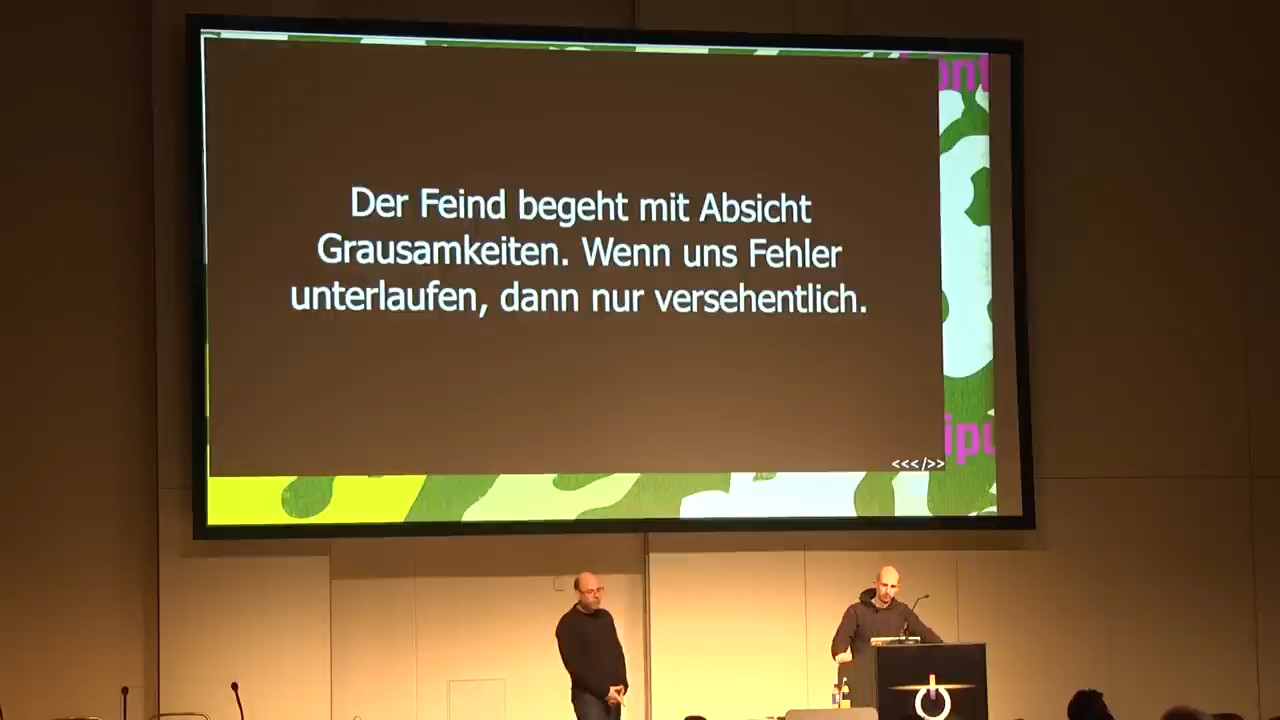 Der Feind begeht mit Absicht
Grausamkeiten. Wenn uns Fehler
unterlaufen, dann nur versehentlich.
<<</>>